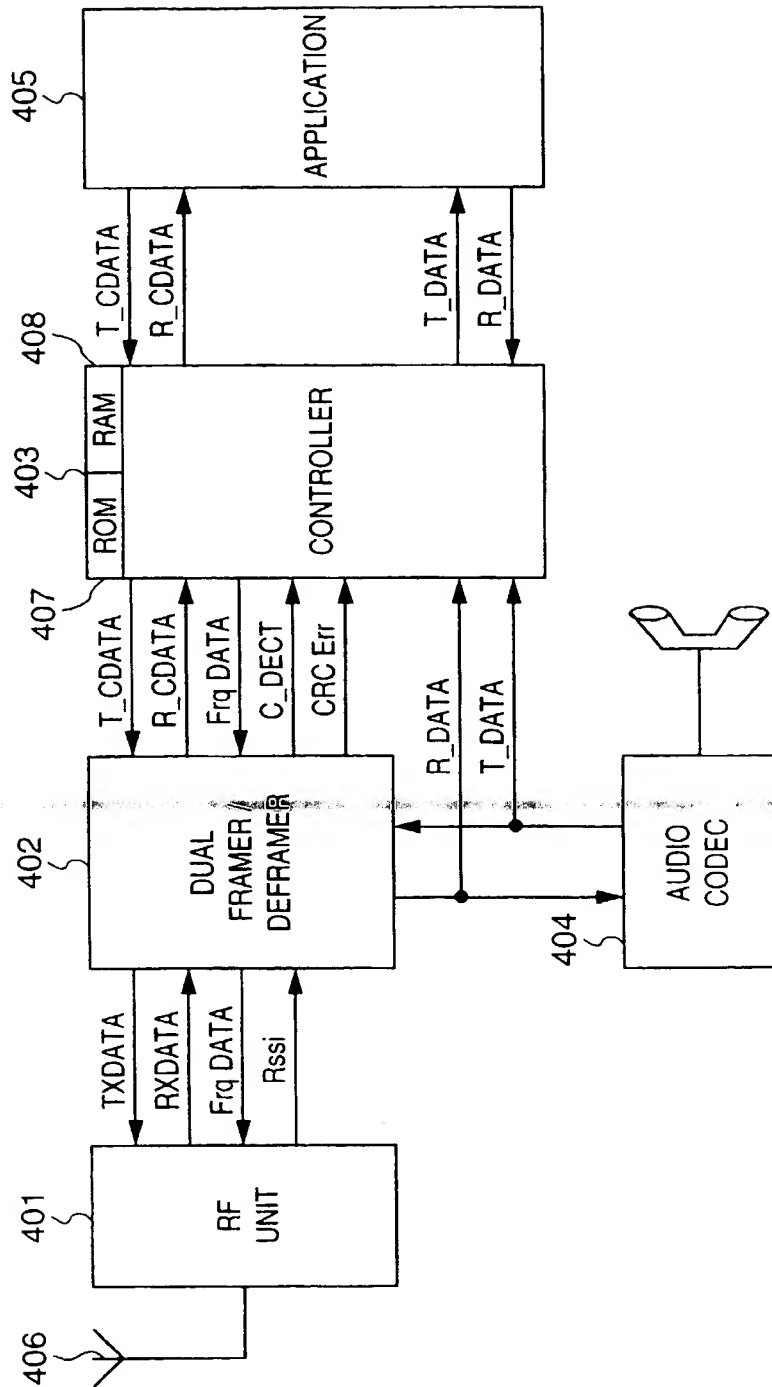 406
401
RF
UNIT
TXDATA
RXDATA
Frq DATA
Rssi
402
DUAL
FRAMER /
DEFRAMER
T_CDATA
R_CDATA
Frq DATA
C_DECT
CRC Err
R_DATA
T_DATA
404
AUDIO
CODEC
407
403
408
ROM
RAM
CONTROLLER
T_CDATA
R_CDATA
T_DATA
R_DATA
405
APPLICATION